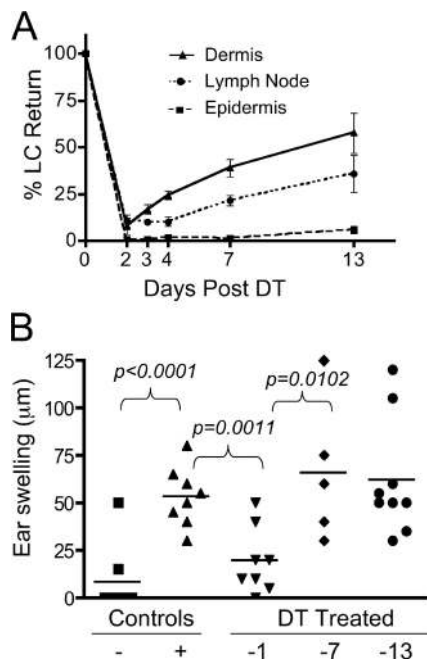 A
100
75
50
25
0
% LC Return
Dermis
Lymph Node
Epidermis
0 2 3 4 7 13
Days Post DT
B
125
100
75
50
25
0
Ear swelling (μm)
p<0.0001
p=0.0102
p=0.0011
Controls DT Treated
- + -1 -7 -13